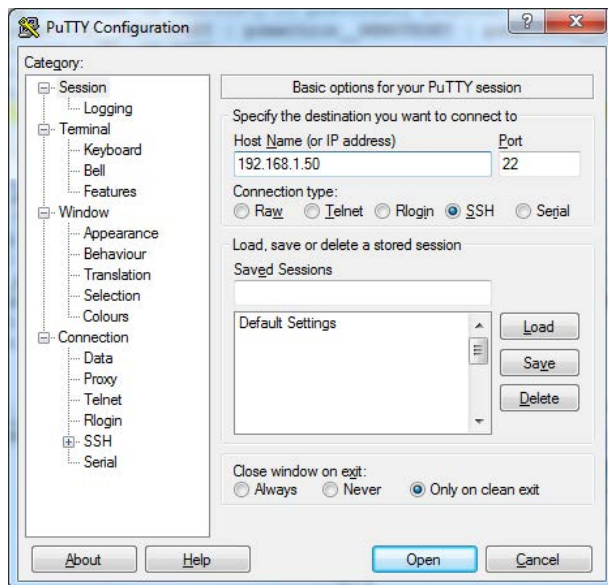 PuTTY Configuration
Category:
Session
Logging
Terminal
Keyboard
Bell
Features
Window
Appearance
Behaviour
Translation
Selection
Colours
Connection
Data
Proxy
Telnet
Rlogin
SSH
Serial
Basic options for your PuTTY session
Specify the destination you want to connect to
Host Name (or IP address) Port
192.168.1.50 22
Connection type:
Raw Telnet Rlogin SSH Serial
Load, save or delete a stored session
Saved Sessions
Default Settings
Load
Save
Delete
Close window on exit:
Always Never Only on clean exit
About Help Open Cancel